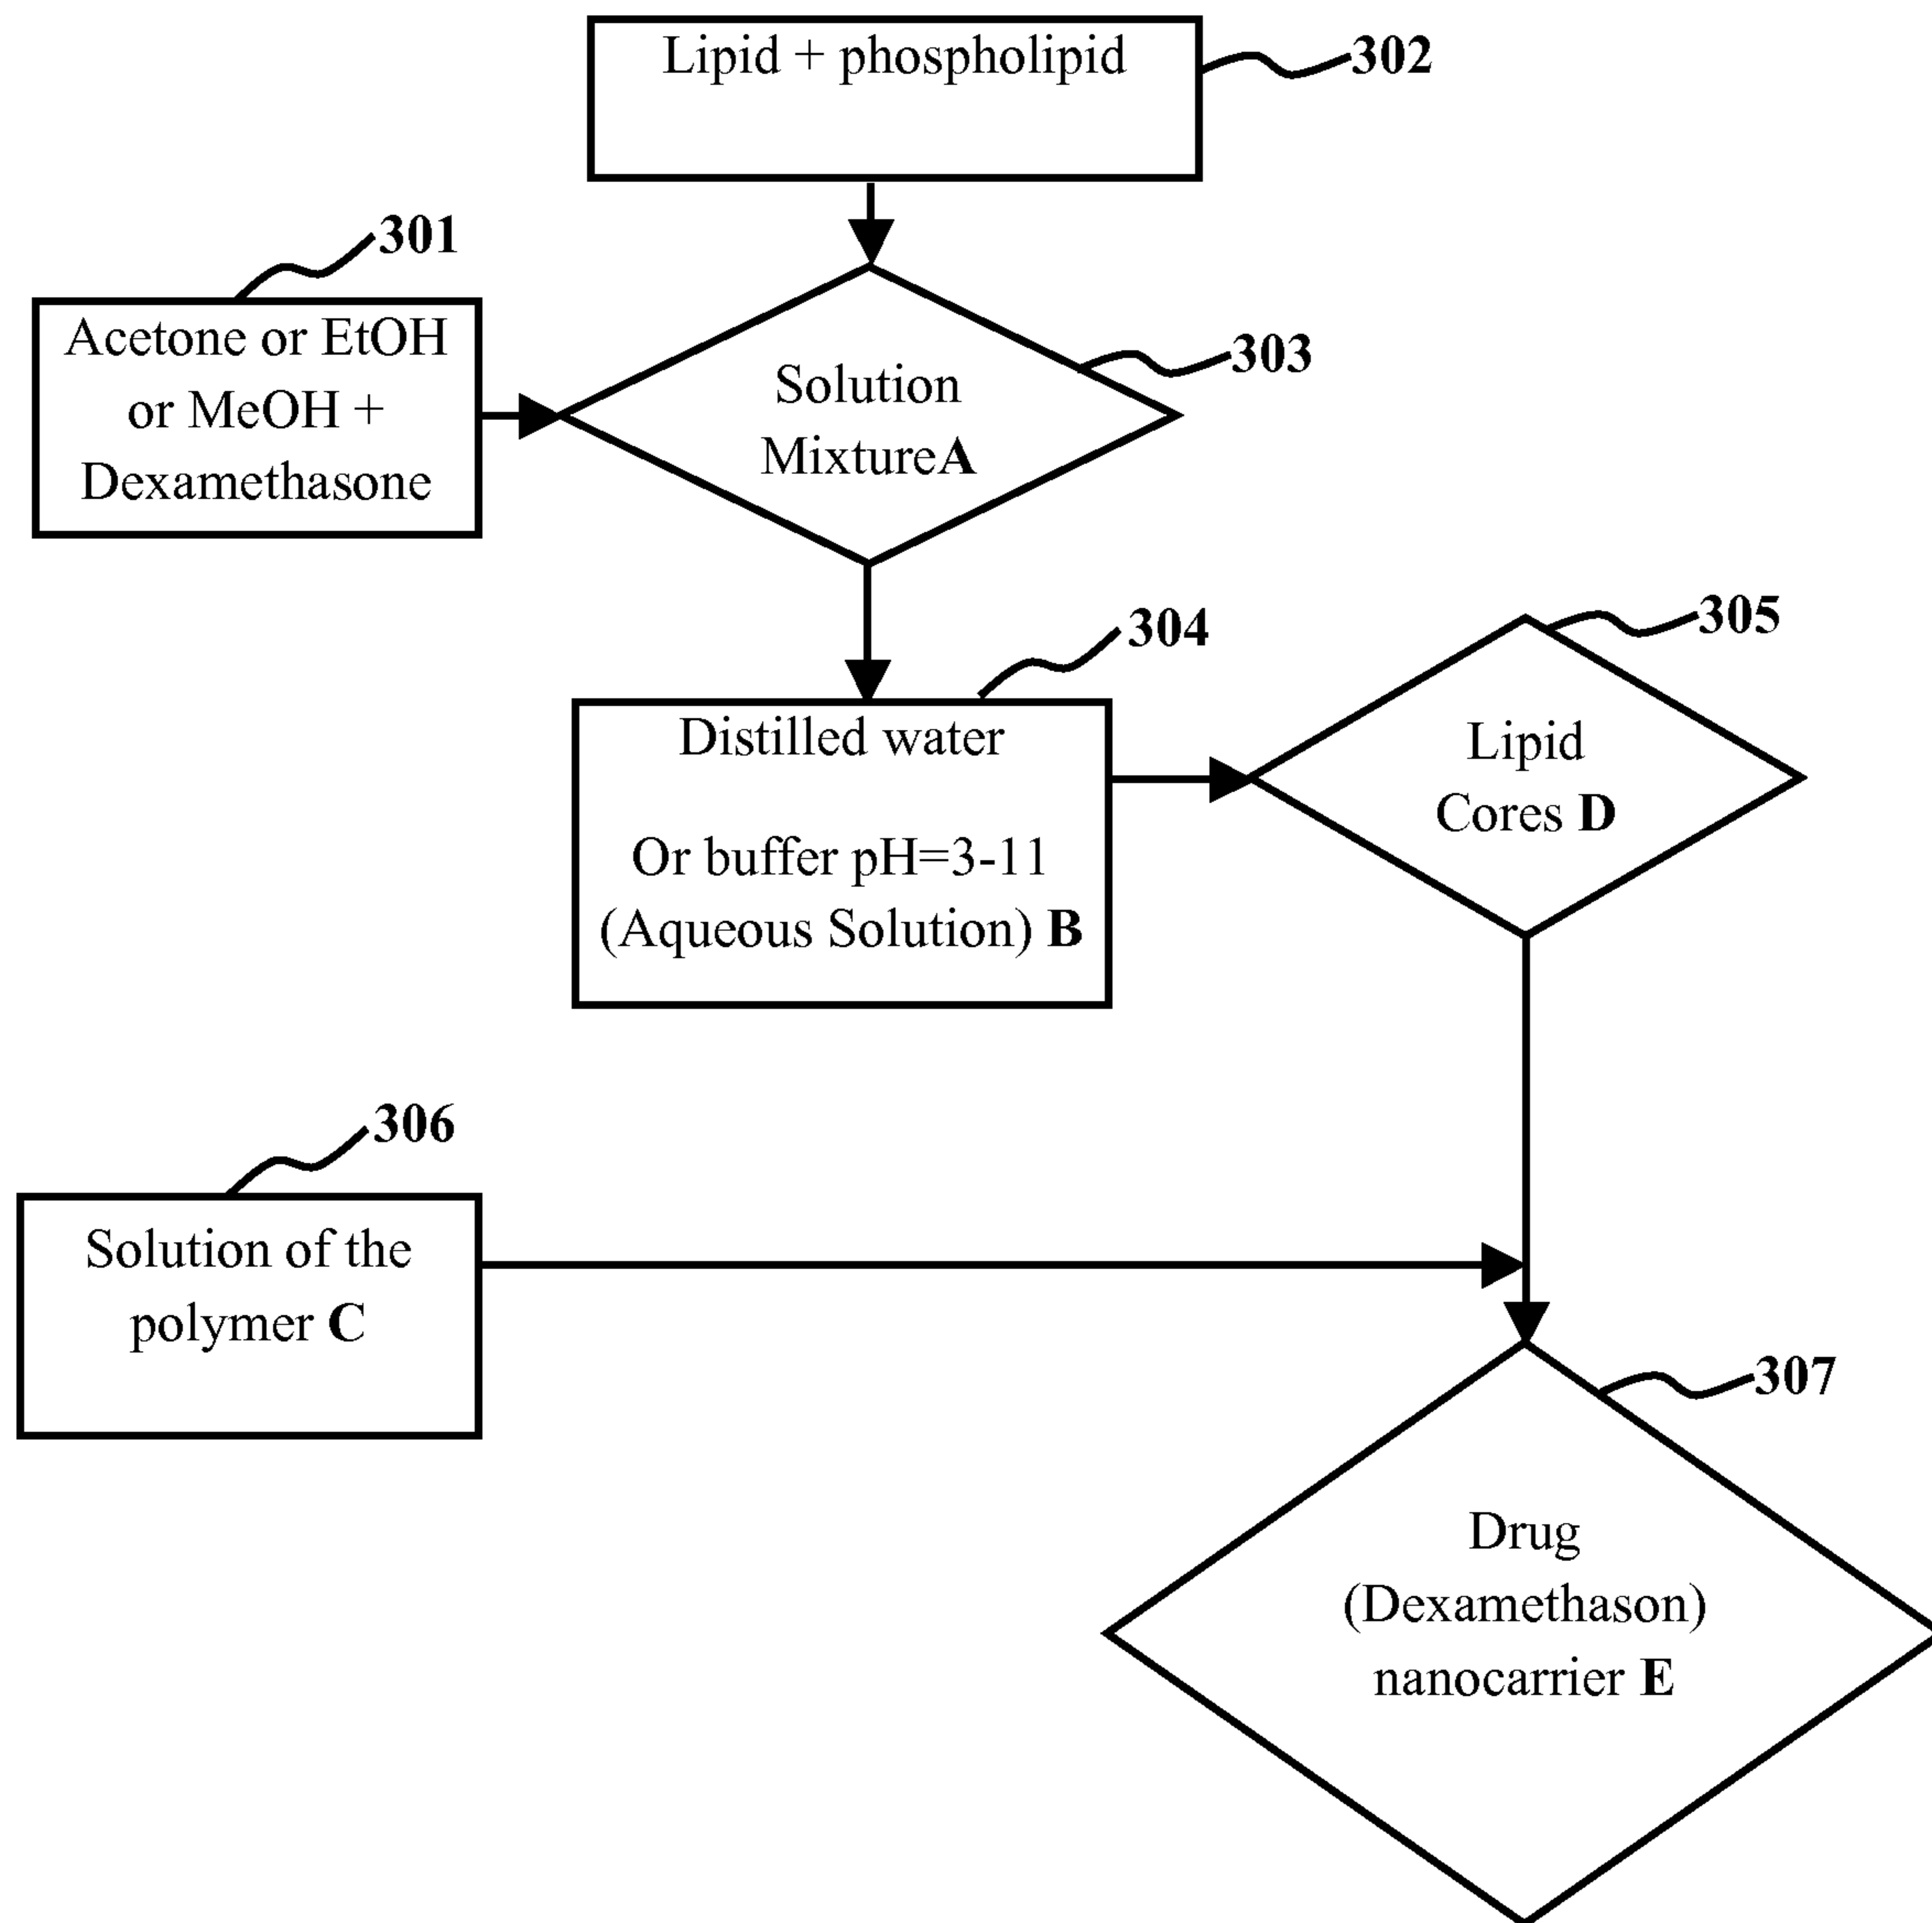 Lipid + phospholipid
302
301
Acetone or EtOH
or MeOH +
Dexamethasone
303
Solution
MixtureA
304
Distilled water
Or buffer pH=3-11
(Aqueous Solution) B
305
Lipid
Cores D
306
Solution of the
polymer C
307
Drug
(Dexamethason)
nanocarrier E